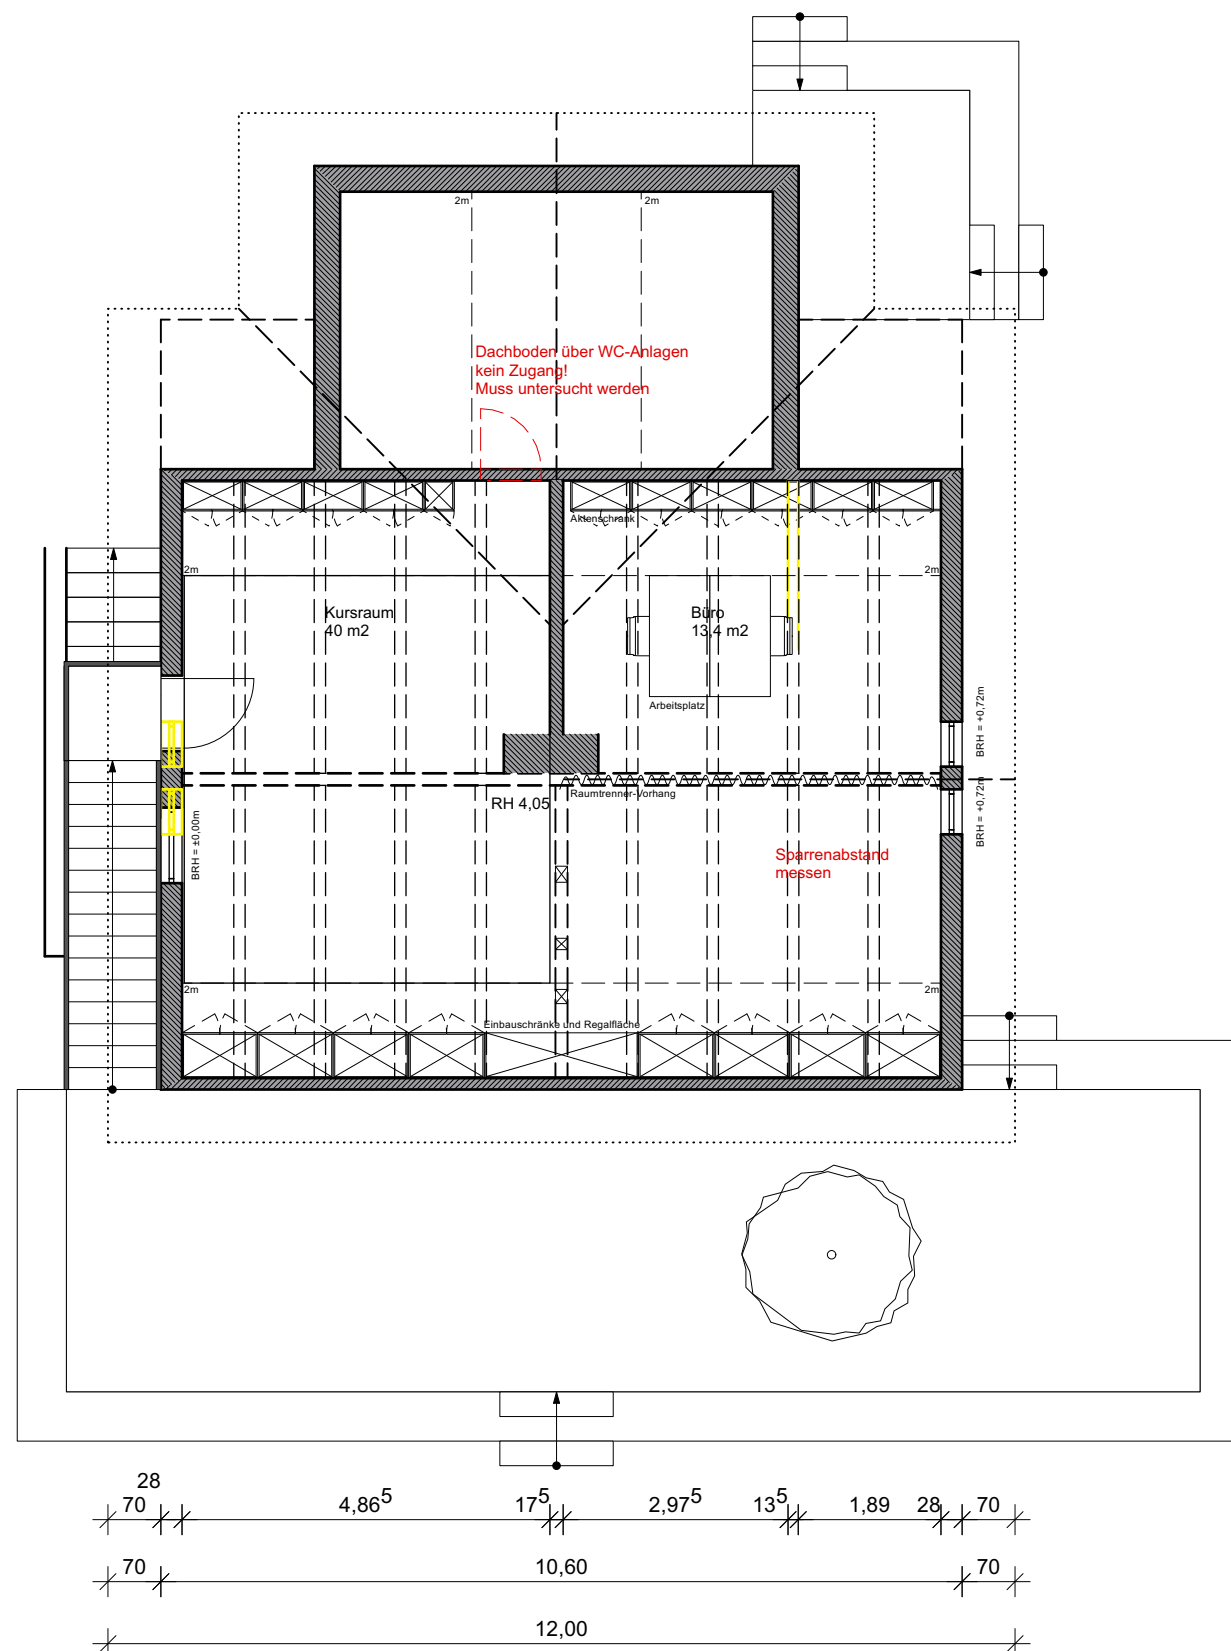 2m
2m
Dachboden über WC-Anlagen
kein Zugang!
Muss untersucht werden
Aktenschrank
2m
2m
Kursraum
40 m2
Büro
13,4 m2
Arbeitsplatz
BRH = +0,72m
Raumtrenner-Vorhang
RH 4,05
BRH = ±0,00m
BRH = +0,72m
Sparrenabstand
messen
2m
2m
Einbauschränke und Regalfläche
28
70 4,86⁵ 17⁵ 2,97⁵ 13⁵ 1,89 28 70
70 10,60 70
12,00